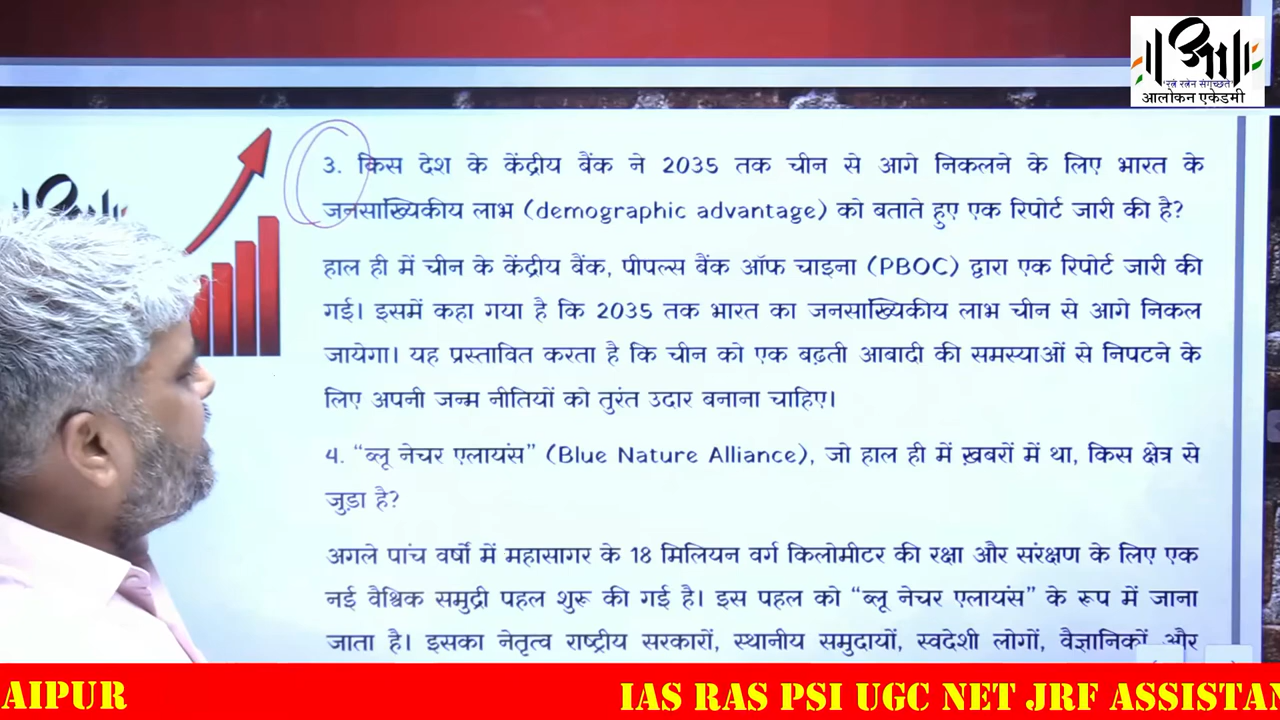 'रत्ने रत्नेन संगच्छते'
आलोकन एकेडमी
3. किस देश के केंद्रीय बैंक ने 2035 तक चीन से आगे निकलने के लिए भारत के
जनसाख्यिकीय लाभ (demographic advantage) को बताते हुए एक रिपोर्ट जारी की है?
हाल ही में चीन के केंद्रीय बैंक, पीपल्स बैंक ऑफ चाइना (PBOC) द्वारा एक रिपोर्ट जारी की
गई। इसमें कहा गया है कि 2035 तक भारत का जनसाख्यिकीय लाभ चीन से आगे निकल
जायेगा। यह प्रस्तावित करता है कि चीन को एक बढ़ती आबादी की समस्याओं से निपटने के
लिए अपनी जन्म नीतियों को तुरंत उदार बनाना चाहिए।
4. “ब्लू नेचर एलायंस” (Blue Nature Alliance), जो हाल ही में ख़बरों में था, किस क्षेत्र से
जुड़ा है?
अगले पांच वर्षों में महासागर के 18 मिलियन वर्ग किलोमीटर की रक्षा और संरक्षण के लिए एक
नई वैश्विक समुद्री पहल शुरू की गई है। इस पहल को “ब्लू नेचर एलायंस” के रूप में जाना
जाता है। इसका नेतृत्व राष्ट्रीय सरकारों, स्थानीय समुदायों, स्वदेशी लोगों, वैज्ञानिकों और
AIPUR IAS RAS PSI UGC NET JRF ASSISTAN